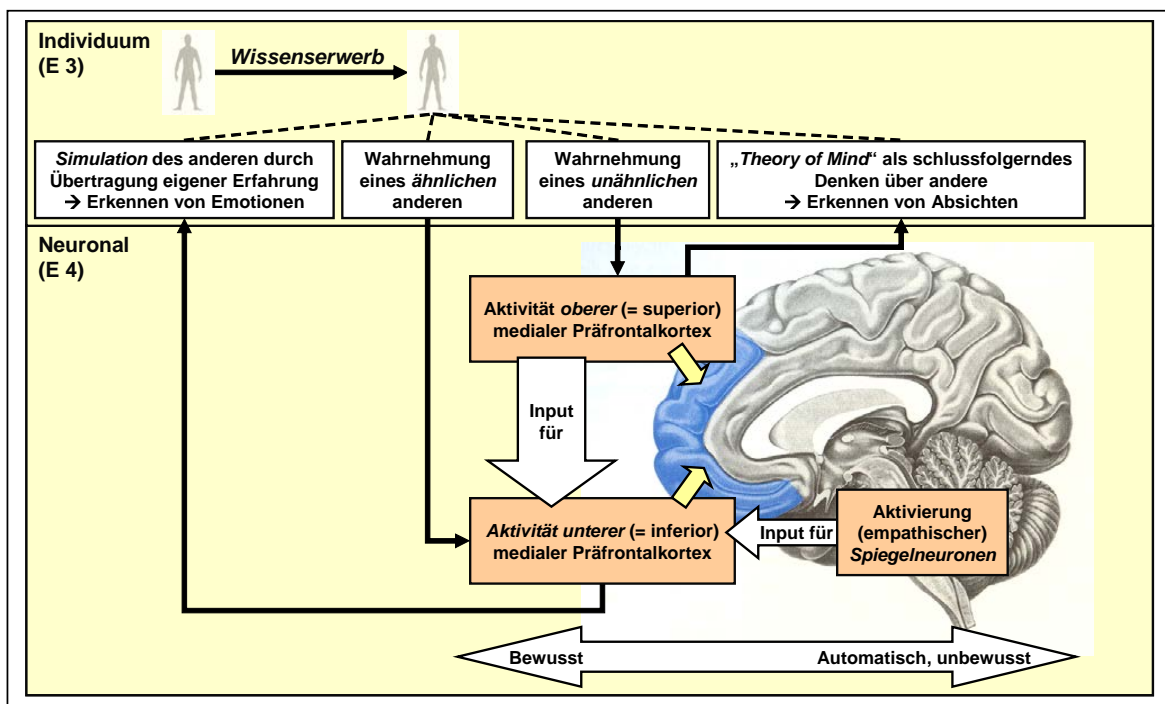 Individuum
(E 3)
Wissenserwerb
Simulation des anderen durch
Übertragung eigener Erfahrung
→ Erkennen von Emotionen
Wahrnehmung
eines ähnlichen
anderen
Wahrnehmung
eines unähnlichen
anderen
„Theory of Mind“ als schlussfolgerndes
Denken über andere
→ Erkennen von Absichten
Neuronal
(E 4)
Aktivität oberer (= superior)
medialer Präfrontalkortex
Input
für
Aktivität unterer (= inferior)
medialer Präfrontalkortex
Input für
Aktivierung
(empathischer)
Spiegelneuronen
Bewusst
Automatisch, unbewusst